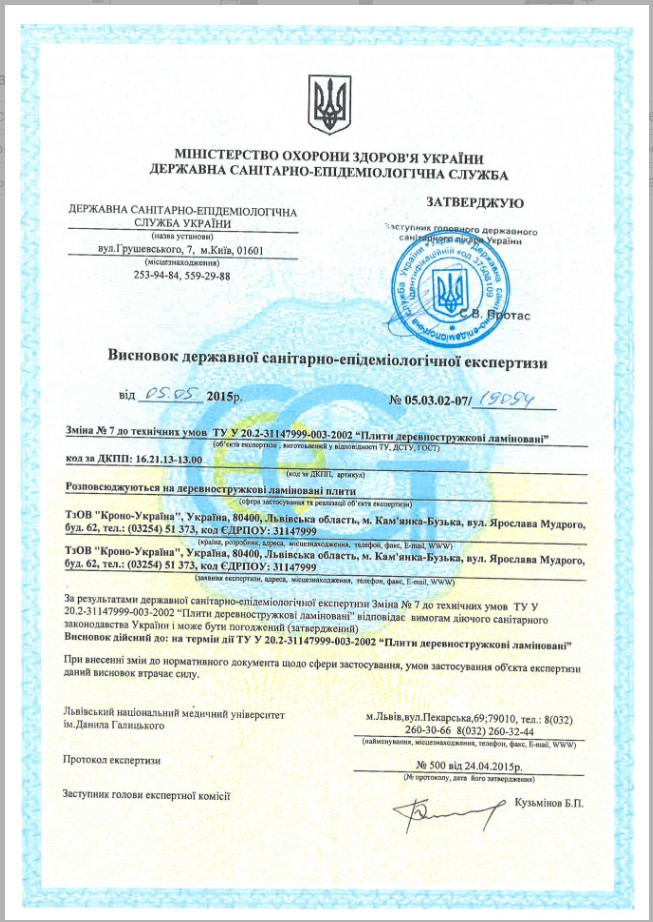 МІНІСТЕРСТВО ОХОРОНИ ЗДОРОВ'Я УКРАЇНИ
ДЕРЖАВНА САНІТАРНО-ЕПІДЕМІОЛОГІЧНА СЛУЖБА
ДЕРЖАВНА САНІТАРНО-ЕПІДЕМІОЛОГІЧНА
СЛУЖБА УКРАЇНИ
(назва установи)
вул.Грушевського, 7, м.Київ, 01601
(місцезнаходження)
253-94-84, 559-29-88
ЗАТВЕРДЖУЮ
Заступник головного державного
санітарного лікаря України
С.В. Протас
Висновок державної санітарно-епідеміологічної експертизи
від 05.05 2015р.
№ 05.03.02-07/ 19094
Зміна № 7 до технічних умов ТУ У 20.2-31147999-003-2002 “Плити деревностружкові ламіновані”
(об'єкта експертизи , виготовлений у відповідності ТУ, ДСТУ, ГОСТ)
код за ДКПП: 16.21.13-13.00
(код за ДКПП, артикул)
Розповсюджуються на деревностружкові ламіновані плити
(сфера застосування та реалізації об'єкта експертизи)
ТзОВ "Кроно-Україна", Україна, 80400, Львівська область, м. Кам'янка-Бузька, вул. Ярослава Мудрого,
буд. 62, тел.: (03254) 51 373, код ЄДРПОУ: 31147999
(країна, розробник, адреса, місцезнаходження, телефон, факс, E-mail, WWW)
ТзОВ "Кроно-Україна", Україна, 80400, Львівська область, м. Кам'янка-Бузька, вул. Ярослава Мудрого,
буд. 62, тел.: (03254) 51 373, код ЄДРПОУ: 31147999
(заявник експертизи, адреса, місцезнаходження, телефон, факс, E-mail, WWW)
За результатами державної санітарно-епідеміологічної експертизи Зміна № 7 до технічних умов ТУ У
20.2-31147999-003-2002 “Плити деревностружкові ламіновані” відповідає вимогам діючого санітарного
законодавства України і може бути погоджений (затверджений)
Висновок дійсний до: на термін дії ТУ У 20.2-31147999-003-2002 “Плити деревностружкові ламіновані”
При внесенні змін до нормативного документа щодо сфери застосування, умов застосування об'єкта експертизи
даний висновок втрачає силу.
Львівський національний медичний університет
ім.Данила Галицького
м.Львів,вул.Пекарська,69;79010, тел.: 8(032)
260-30-66 8(032) 260-32-44
(найменування, місцезнаходження, телефон, факс, E-mail, WWW)
Протокол експертизи
№ 500 від 24.04.2015р.
(№ протоколу, дата його затвердження)
Заступник голови експертної комісії
Кузьмінов Б.П.